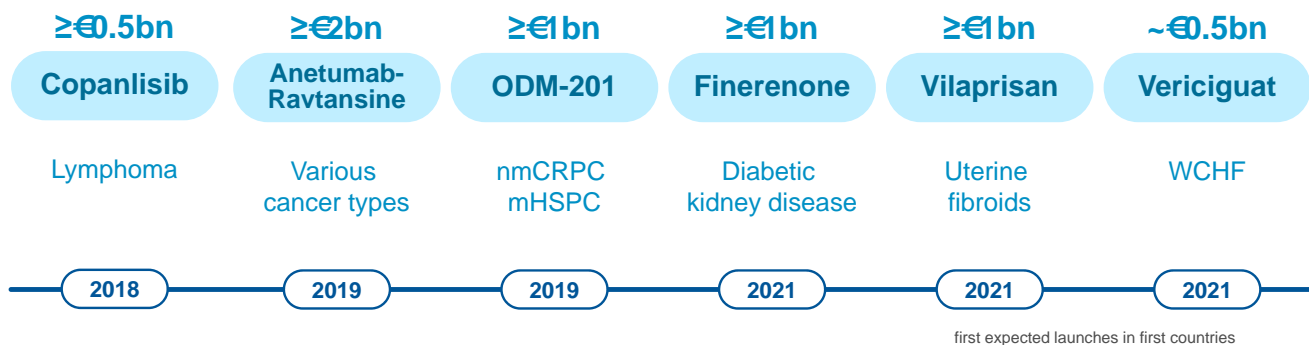 ≥€0.5bn
Copanlisib
Lymphoma
2018
≥€2bn
Anetumab-
Ravtansine
Various
cancer types
2019
≥€1bn
ODM-201
nmCRPC
mHSPC
2019
≥€1bn
Finerenone
Diabetic
kidney disease
2021
≥€1bn
Vilaprisan
Uterine
fibroids
2021
~€0.5bn
Vericiguat
WCHF
2021
first expected launches in first countries